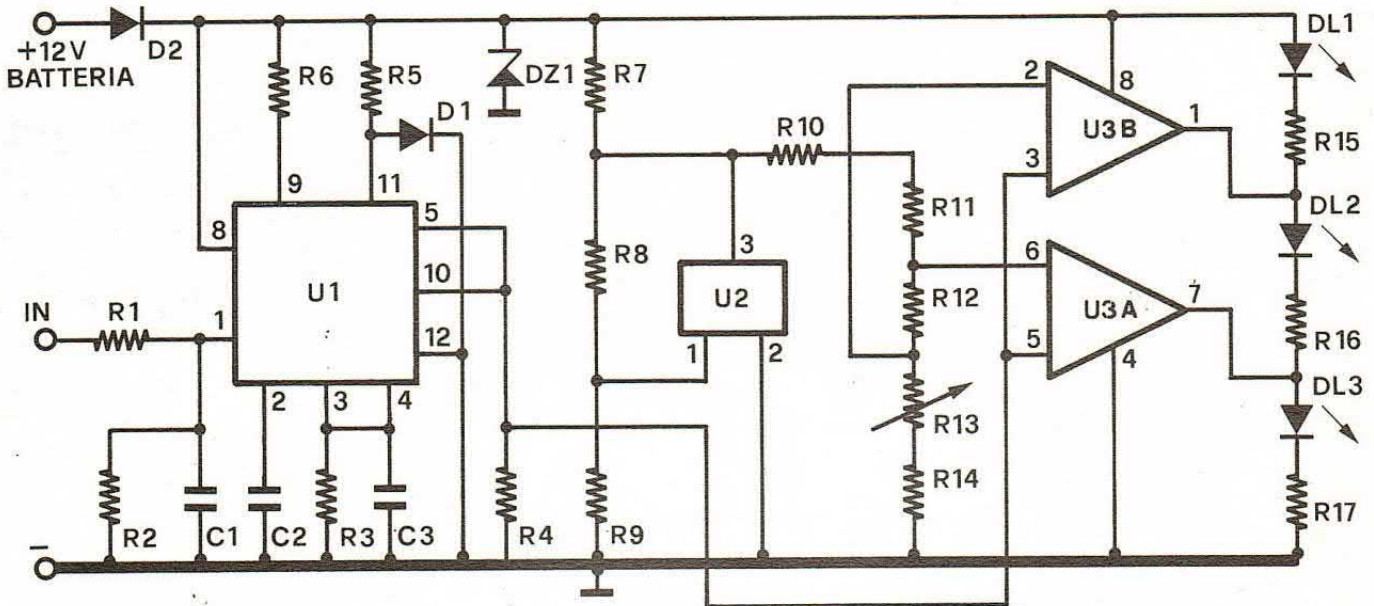 +12V
BATTERIA
D2
R6
R5
D1
DZ1
R7
R10
R11
R8
U2
3
1
2
9
11
8
5
10
12
1
2
3
4
U1
IN
R1
R2
C1
C2
R3
C3
R4
R9
R12
R13
R14
2
3
8
1
U3B
6
5
7
4
U3A
DL1
R15
DL2
R16
DL3
R17
−